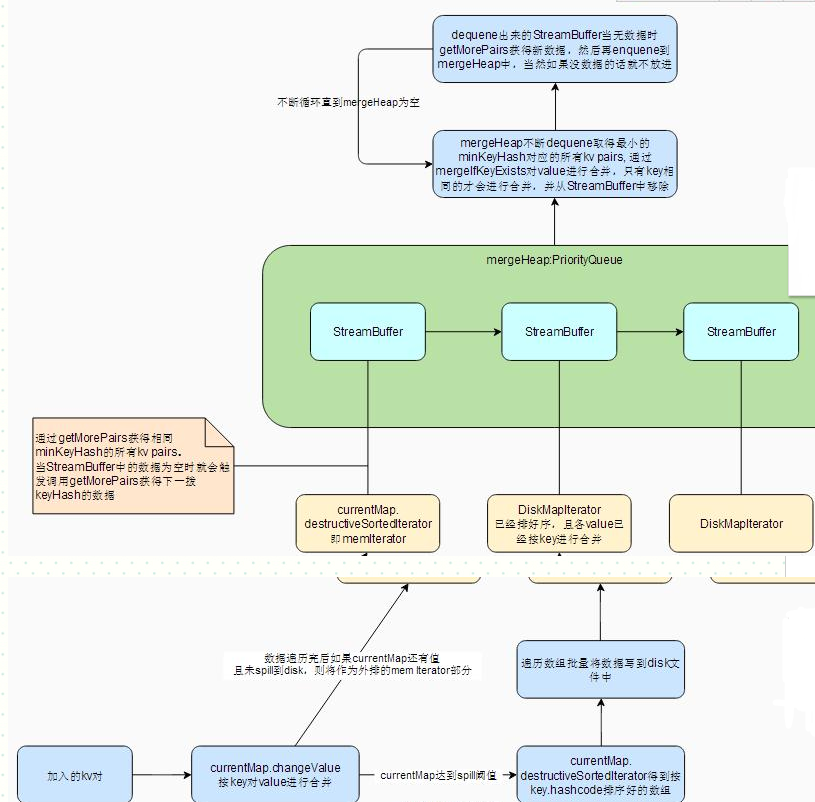 dequene出来的StreamBuffer当无数据时
getMorePairs获得新数据，然后再enquene到
mergeHeap中，当然如果没数据的话就不放进
不断循环直到mergeHeap为空
mergeHeap不断dequene取得最小的
minKeyHash对应的所有kv pairs, 通过
mergeIfKeyExists对value进行合并，只有key相
同的才会进行合并，并从StreamBuffer中移除
mergeHeap:PriorityQueue
StreamBuffer
StreamBuffer
StreamBuffer
通过getMorePairs获得相同
minKeyHash的所有kv pairs。
当StreamBuffer中的数据为空时就会触
发调用getMorePairs获得下一拨
keyHash的数据
currentMap.
destructiveSortedIterator
即memIterator
DiskMapIterator
已经排好序，且各value已
经按key进行合并
DiskMapIterator
数据遍历完后如果currentMap还有值
且未spill到disk，则将作为外排的mem Iterator部分
遍历数组批量将数据写到disk文
件中
加入的kv对
currentMap.changeValue
按key对value进行合并
currentMap达到spill阈值
currentMap.
destructiveSortedIterator得到按
key.hashcode排序好的数组